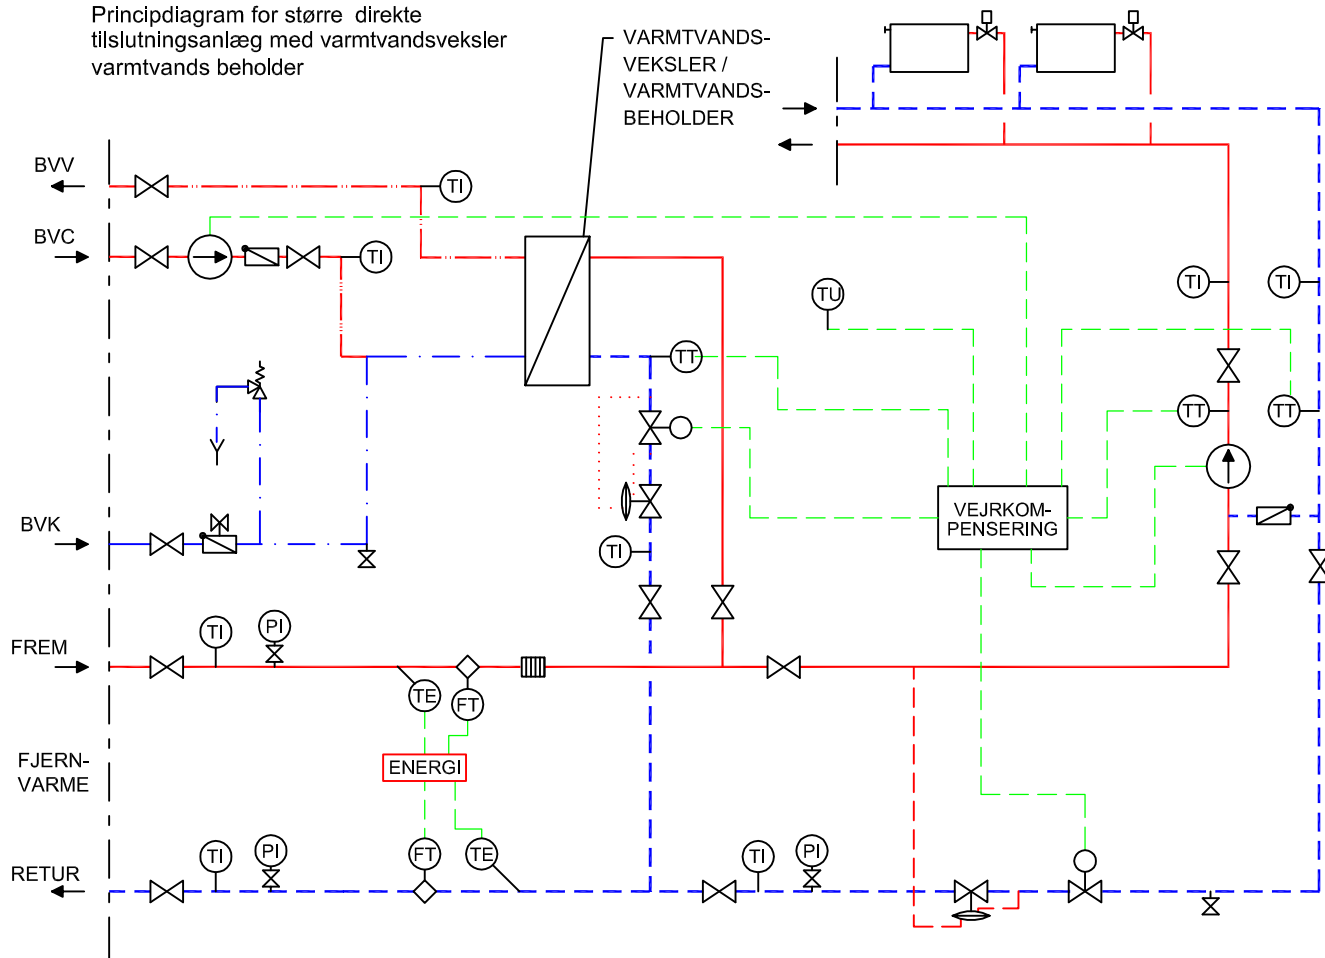 Principdiagram for større direkte
tilslutningsanlæg med varmtvandsveksler
varmtvands beholder
VARMTVANDS-
VEKSLER /
VARMTVANDS-
BEHOLDER
BVV
TI
BVC
TI
TI
TI
TU
TT
TT
TT
VEJRKOM-
PENSERING
BVK
TI
FREM
TI
PI
TE
FT
FJERN-
VARME
ENERGI
RETUR
TI
PI
FT
TE
TI
PI